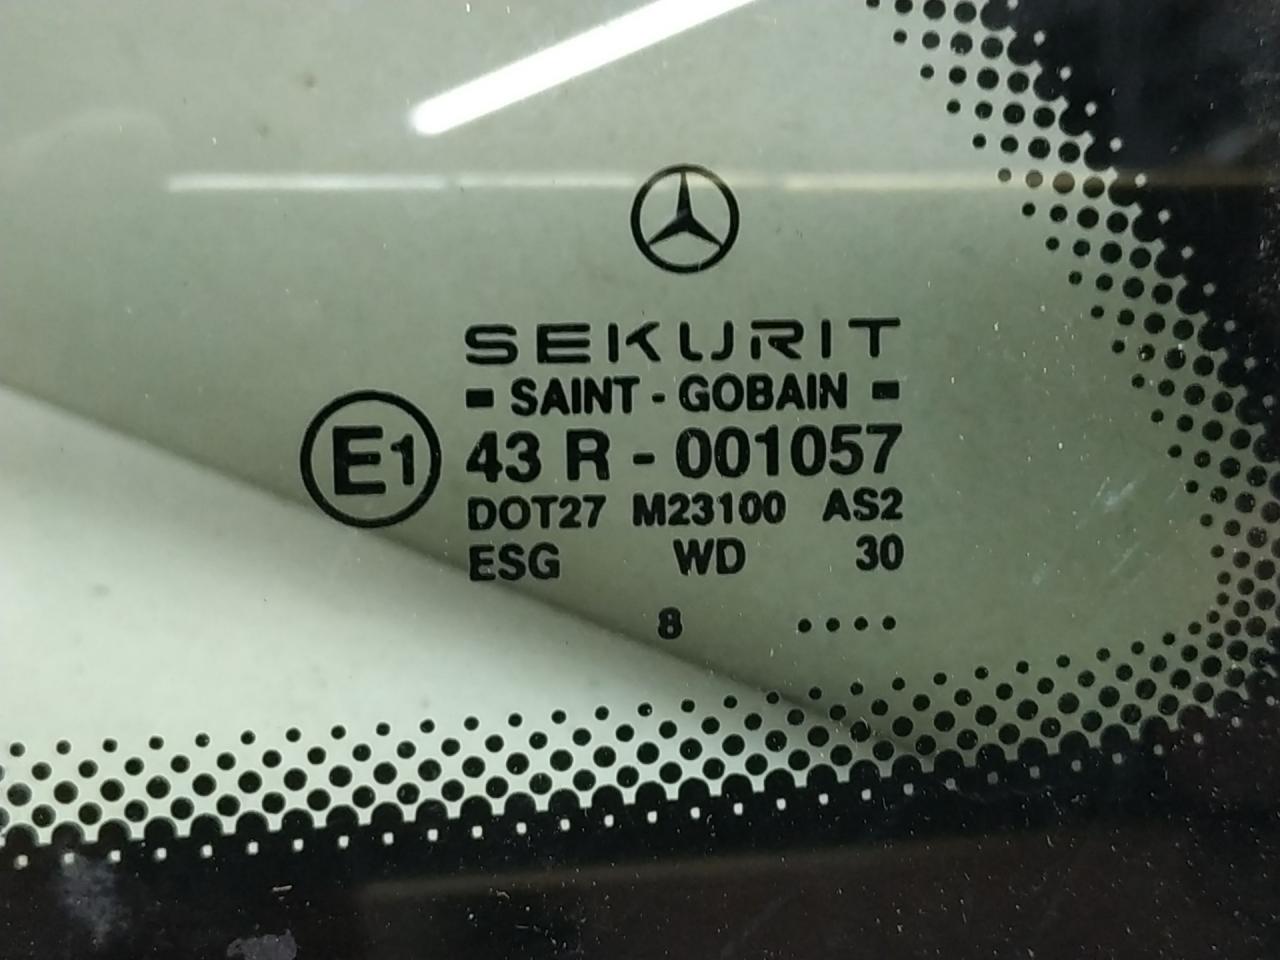 SEKURIT
- SAINT - GOBAIN -
E1
43 R - 001057
DOT27 M23100 AS2
ESG WD 30
8 ....